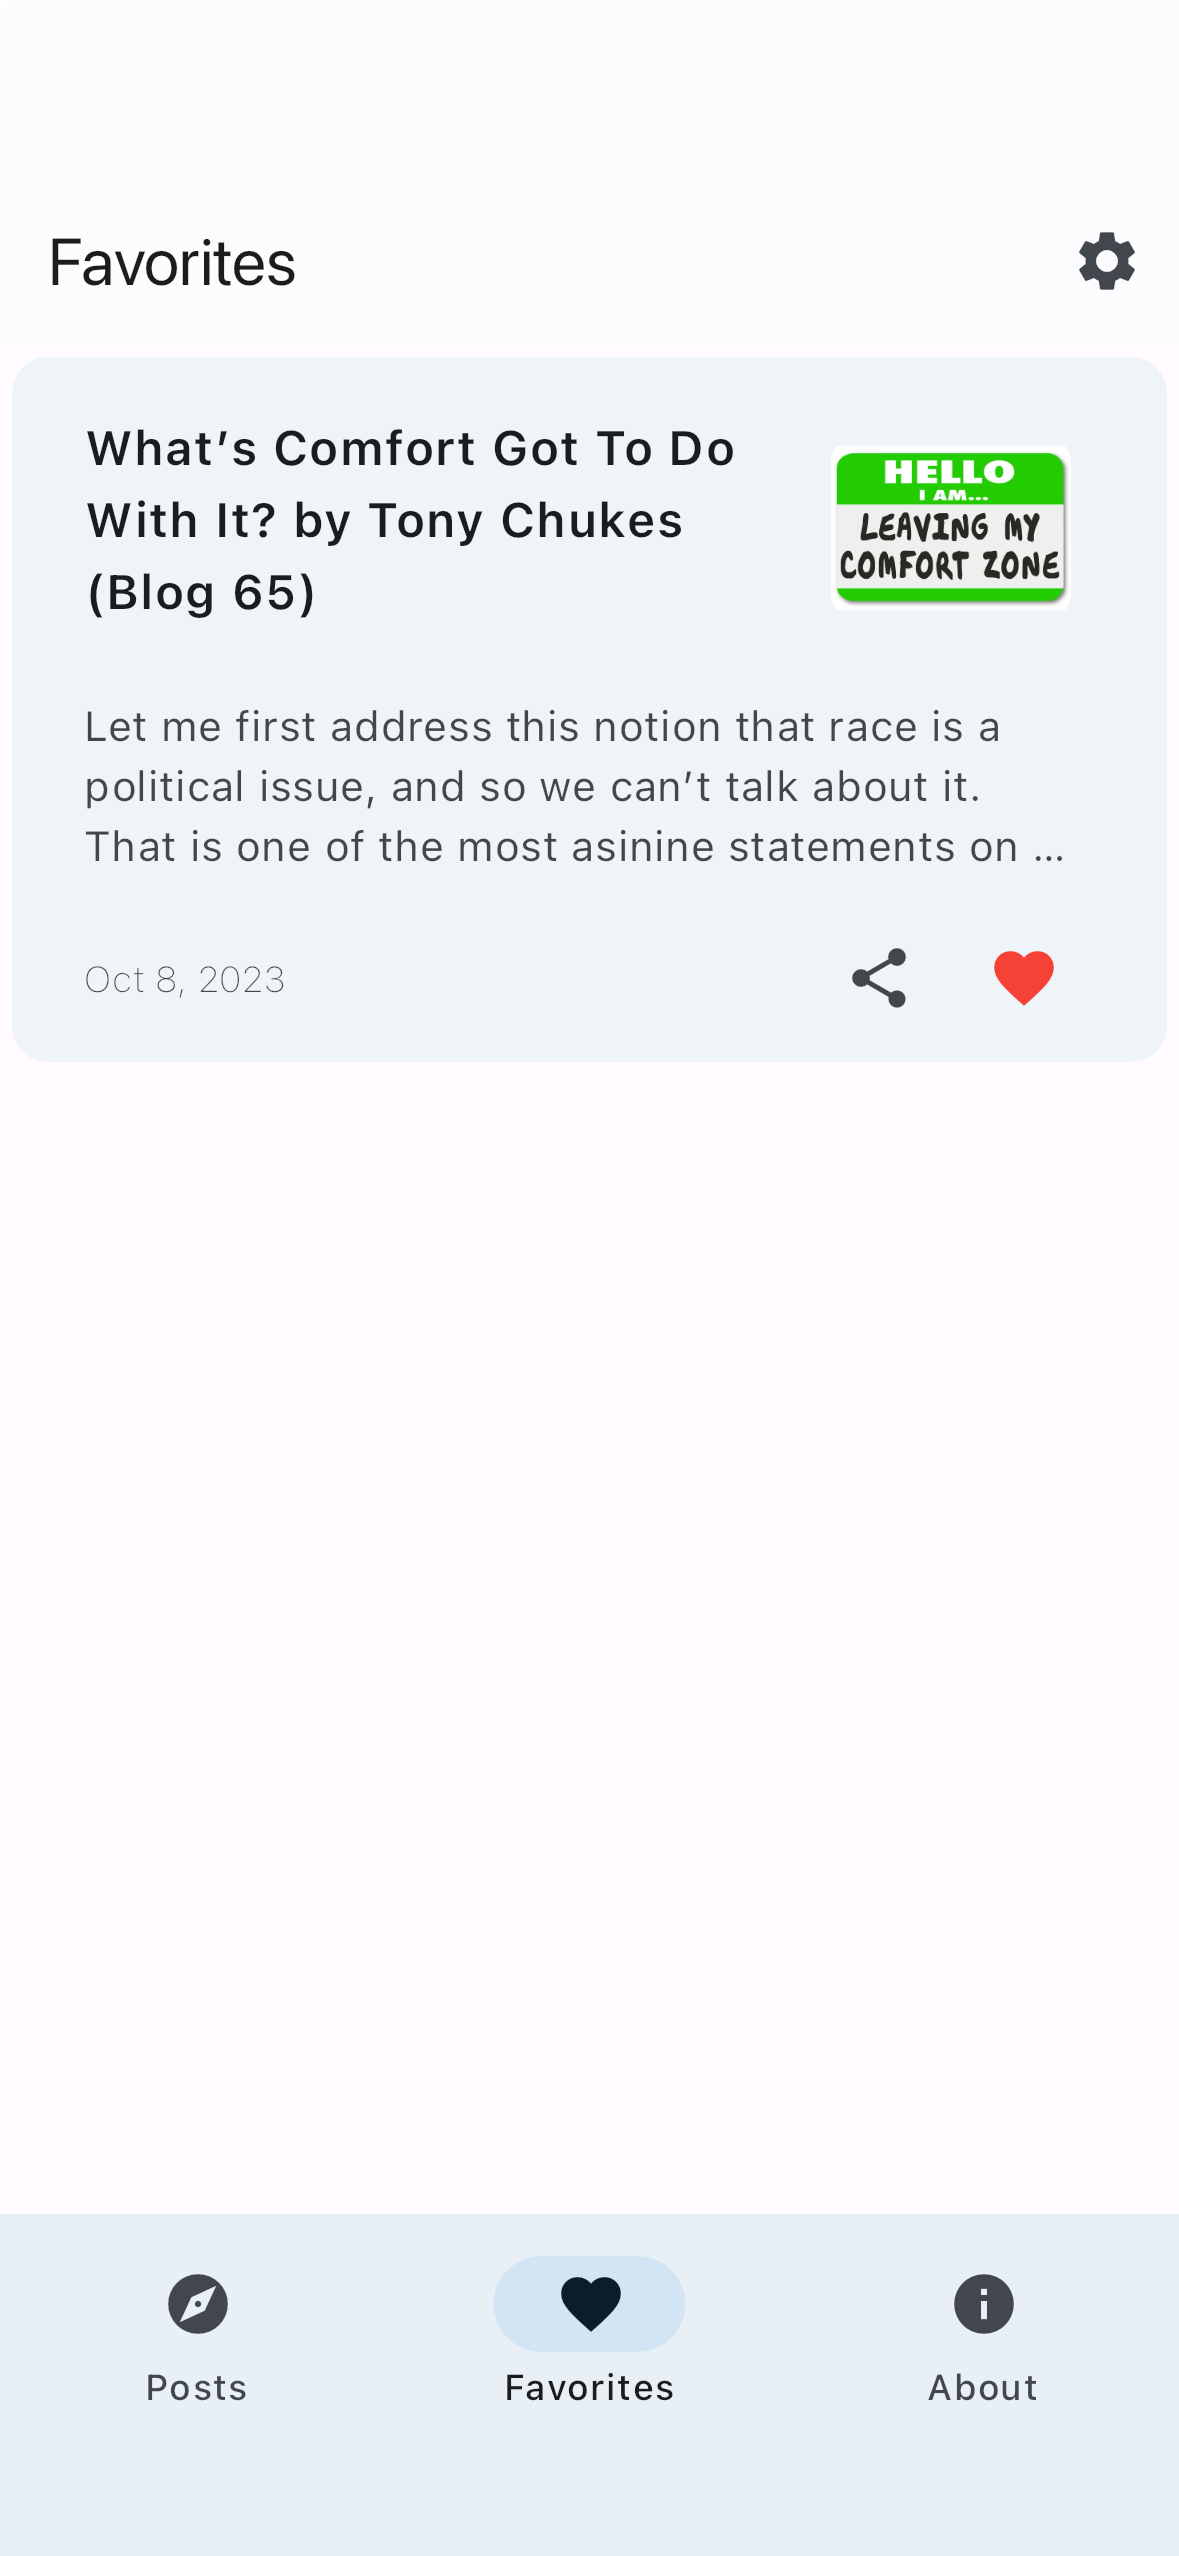 Favorites
What’s Comfort Got To Do
With It? by Tony Chukes
(Blog 65)
HELLO
I AM...
LEAVING MY
COMFORT ZONE
Let me first address this notion that race is a
political issue, and so we can’t talk about it.
That is one of the most asinine statements on ...
Oct 8, 2023
Posts
Favorites
About